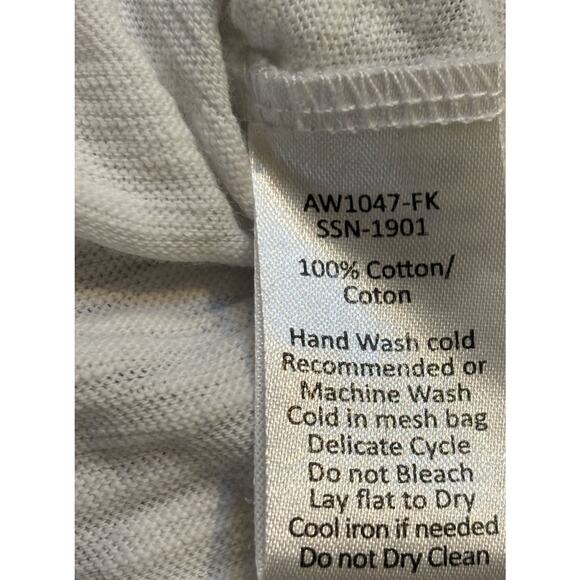 AW1047-FK
SSN-1901
100% Cotton/
Coton
Hand Wash cold
Recommended or
Machine Wash
Cold in mesh bag
Delicate Cycle
Do not Bleach
Lay flat to Dry
Cool iron if needed
Do not Dry Clean